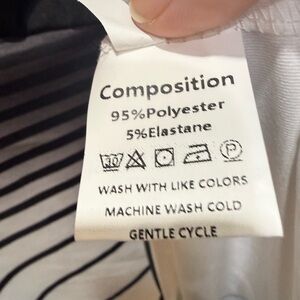 Composition
95%Polyester
5%Elastane
WASH WITH LIKE COLORS
MACHINE WASH COLD
GENTLE CYCLE